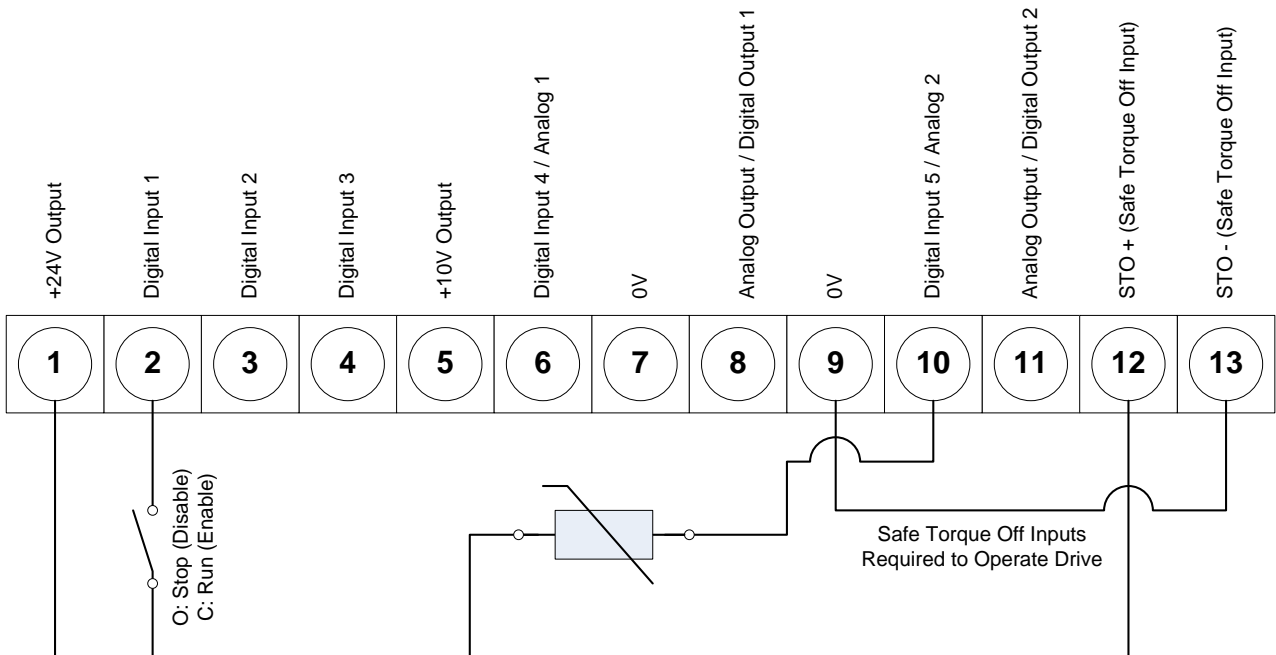 +24V Output
Digital Input 1
Digital Input 2
Digital Input 3
+10V Output
Digital Input 4 / Analog 1
0V
Analog Output / Digital Output 1
0V
Digital Input 5 / Analog 2
Analog Output / Digital Output 2
STO + (Safe Torque Off Input)
STO - (Safe Torque Off Input)
1 2 3 4 5 6 7 8 9 10 11 12 13
O: Stop (Disable)
C: Run (Enable)
Safe Torque Off Inputs
Required to Operate Drive